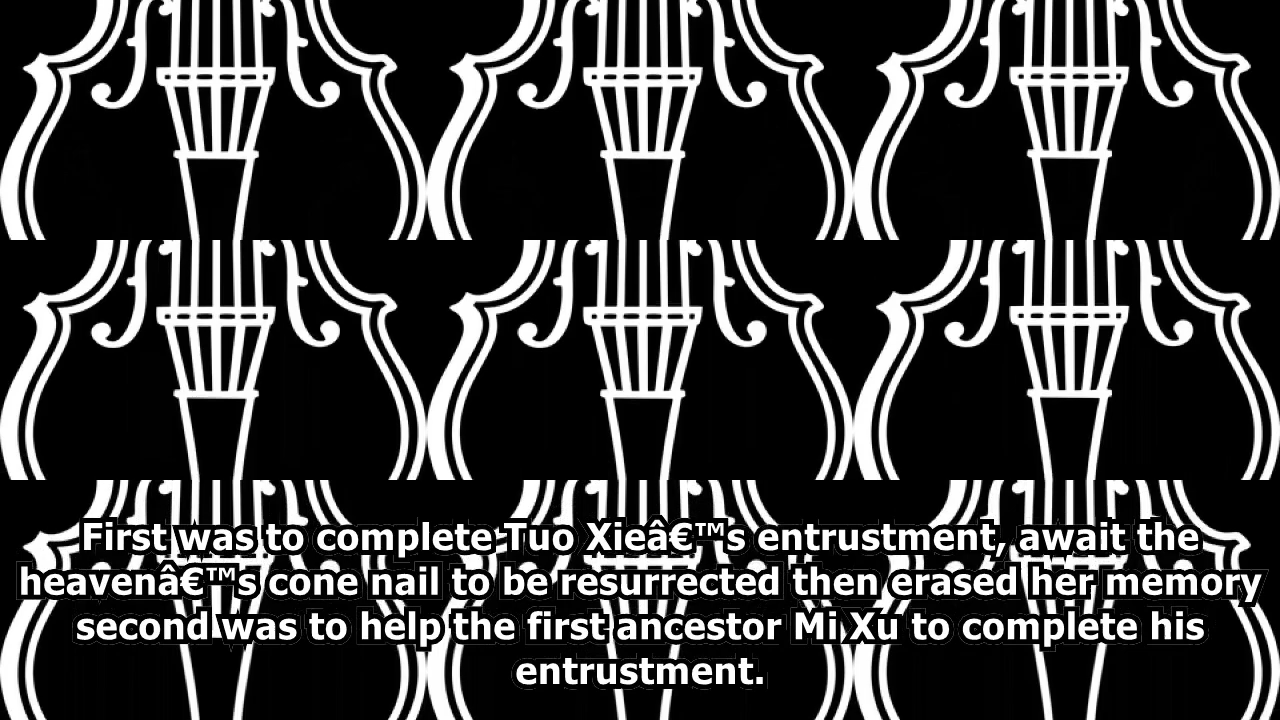 First was to complete Tuo Xieâ€™s entrustment, await the
heavenâ€™s cone nail to be resurrected then erased her memory
second was to help the first ancestor Mi Xu to complete his
entrustment.